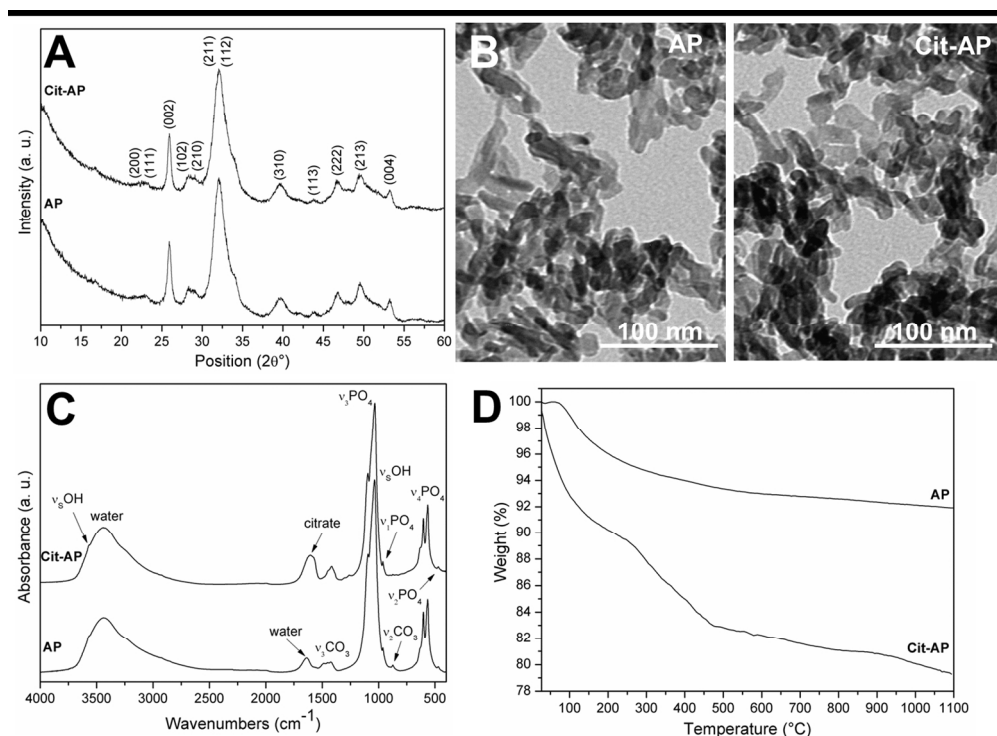 A
Cit-AP
AP
(200)
(111)
(002)
(102)
(210)
(211)
(112)
(310)
(113)
(222)
(213)
(004)
Intensity (a. u.)
10 15 20 25 30 35 40 45 50 55 60
Position (2θ°)
B
AP
100 nm
Cit-AP
100 nm
C
ν3PO4
νSOH
νSOH
water
citrate
ν1PO4
ν4PO4
Cit-AP
ν2PO4
water
ν3CO3
ν2CO3
AP
Absorbance (a. u.)
4000 3500 3000 2500 2000 1500 1000 500
Wavenumbers (cm-1)
D
100
98
96
94
92
90
88
86
84
82
80
78
AP
Cit-AP
Weight (%)
100 200 300 400 500 600 700 800 900 1000 1100
Temperature (°C)